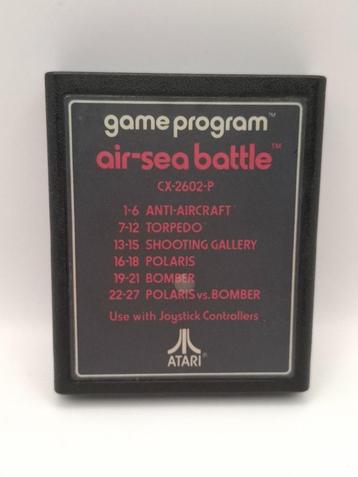 game program™
air-sea battle™
CX-2602-P
1-6 ANTI-AIRCRAFT
7-12 TORPEDO
13-15 SHOOTING GALLERY
16-18 POLARIS
19-21 BOMBER
22-27 POLARIS vs. BOMBER
Use with Joystick Controllers
ATARI®